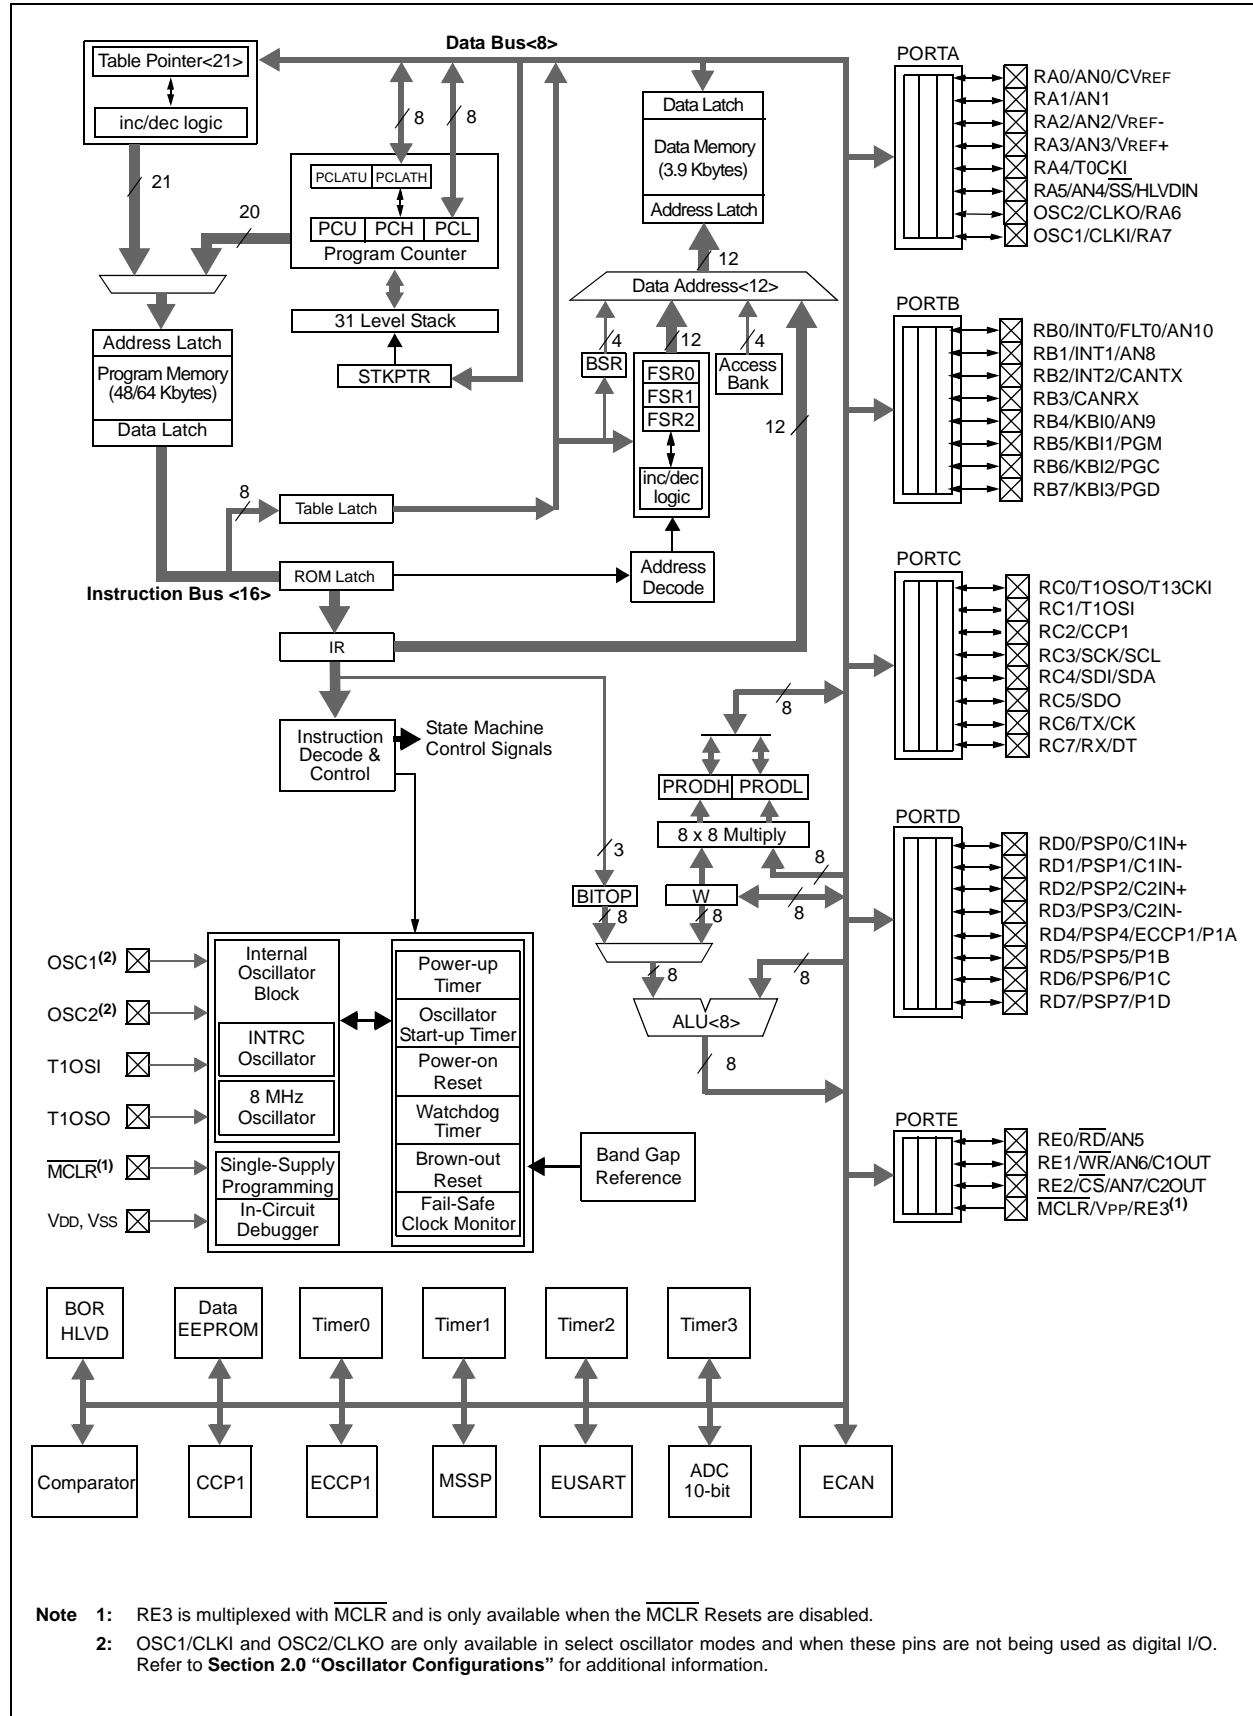 Data Bus<8>
Table Pointer<21>
inc/dec logic
21
20
8
8
PCLATU PCLATH
PCU PCH PCL
Program Counter
31 Level Stack
STKPTR
Address Latch
Program Memory
(48/64 Kbytes)
Data Latch
8
Table Latch
ROM Latch
Instruction Bus <16>
IR
Data Latch
Data Memory
(3.9 Kbytes)
Address Latch
12
Data Address<12>
4
12
4
BSR
FSR0
FSR1
FSR2
inc/dec
logic
Access
Bank
12
Address
Decode
Instruction
Decode &
Control
State Machine
Control Signals
8
PRODH PRODL
8 x 8 Multiply
3
8
BITOP
W
8
8
8
8
8
ALU<8>
8
OSC1(2)
OSC2(2)
T1OSI
T1OSO
MCLR(1)
VDD, VSS
Internal
Oscillator
Block
INTRC
Oscillator
8 MHz
Oscillator
Single-Supply
Programming
In-Circuit
Debugger
Power-up
Timer
Oscillator
Start-up Timer
Power-on
Reset
Watchdog
Timer
Brown-out
Reset
Fail-Safe
Clock Monitor
Band Gap
Reference
PORTA
RA0/AN0/CVREF
RA1/AN1
RA2/AN2/VREF-
RA3/AN3/VREF+
RA4/T0CKI
RA5/AN4/SS/HLVDIN
OSC2/CLKO/RA6
OSC1/CLKI/RA7
PORTB
RB0/INT0/FLT0/AN10
RB1/INT1/AN8
RB2/INT2/CANTX
RB3/CANRX
RB4/KBI0/AN9
RB5/KBI1/PGM
RB6/KBI2/PGC
RB7/KBI3/PGD
PORTC
RC0/T1OSO/T13CKI
RC1/T1OSI
RC2/CCP1
RC3/SCK/SCL
RC4/SDI/SDA
RC5/SDO
RC6/TX/CK
RC7/RX/DT
PORTD
RD0/PSP0/C1IN+
RD1/PSP1/C1IN-
RD2/PSP2/C2IN+
RD3/PSP3/C2IN-
RD4/PSP4/ECCP1/P1A
RD5/PSP5/P1B
RD6/PSP6/P1C
RD7/PSP7/P1D
PORTE
RE0/RD/AN5
RE1/WR/AN6/C1OUT
RE2/CS/AN7/C2OUT
MCLR/VPP/RE3(1)
BOR
HLVD
Data
EEPROM
Timer0
Timer1
Timer2
Timer3
Comparator
CCP1
ECCP1
MSSP
EUSART
ADC
10-bit
ECAN
Note 1: RE3 is multiplexed with MCLR and is only available when the MCLR Resets are disabled.
2: OSC1/CLKI and OSC2/CLKO are only available in select oscillator modes and when these pins are not being used as digital I/O.
Refer to Section 2.0 “Oscillator Configurations” for additional information.